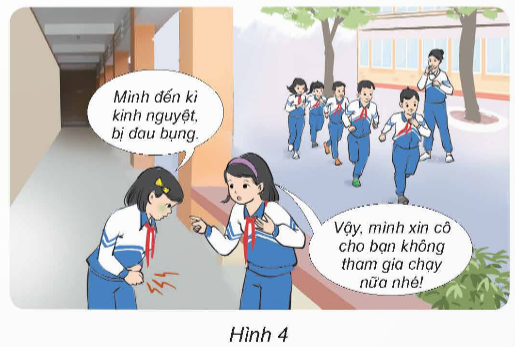 Mình đến kì
kinh nguyệt,
bị đau bụng.
Vậy, mình xin cô
cho bạn không
tham gia chạy
nữa nhé!
Hình 4